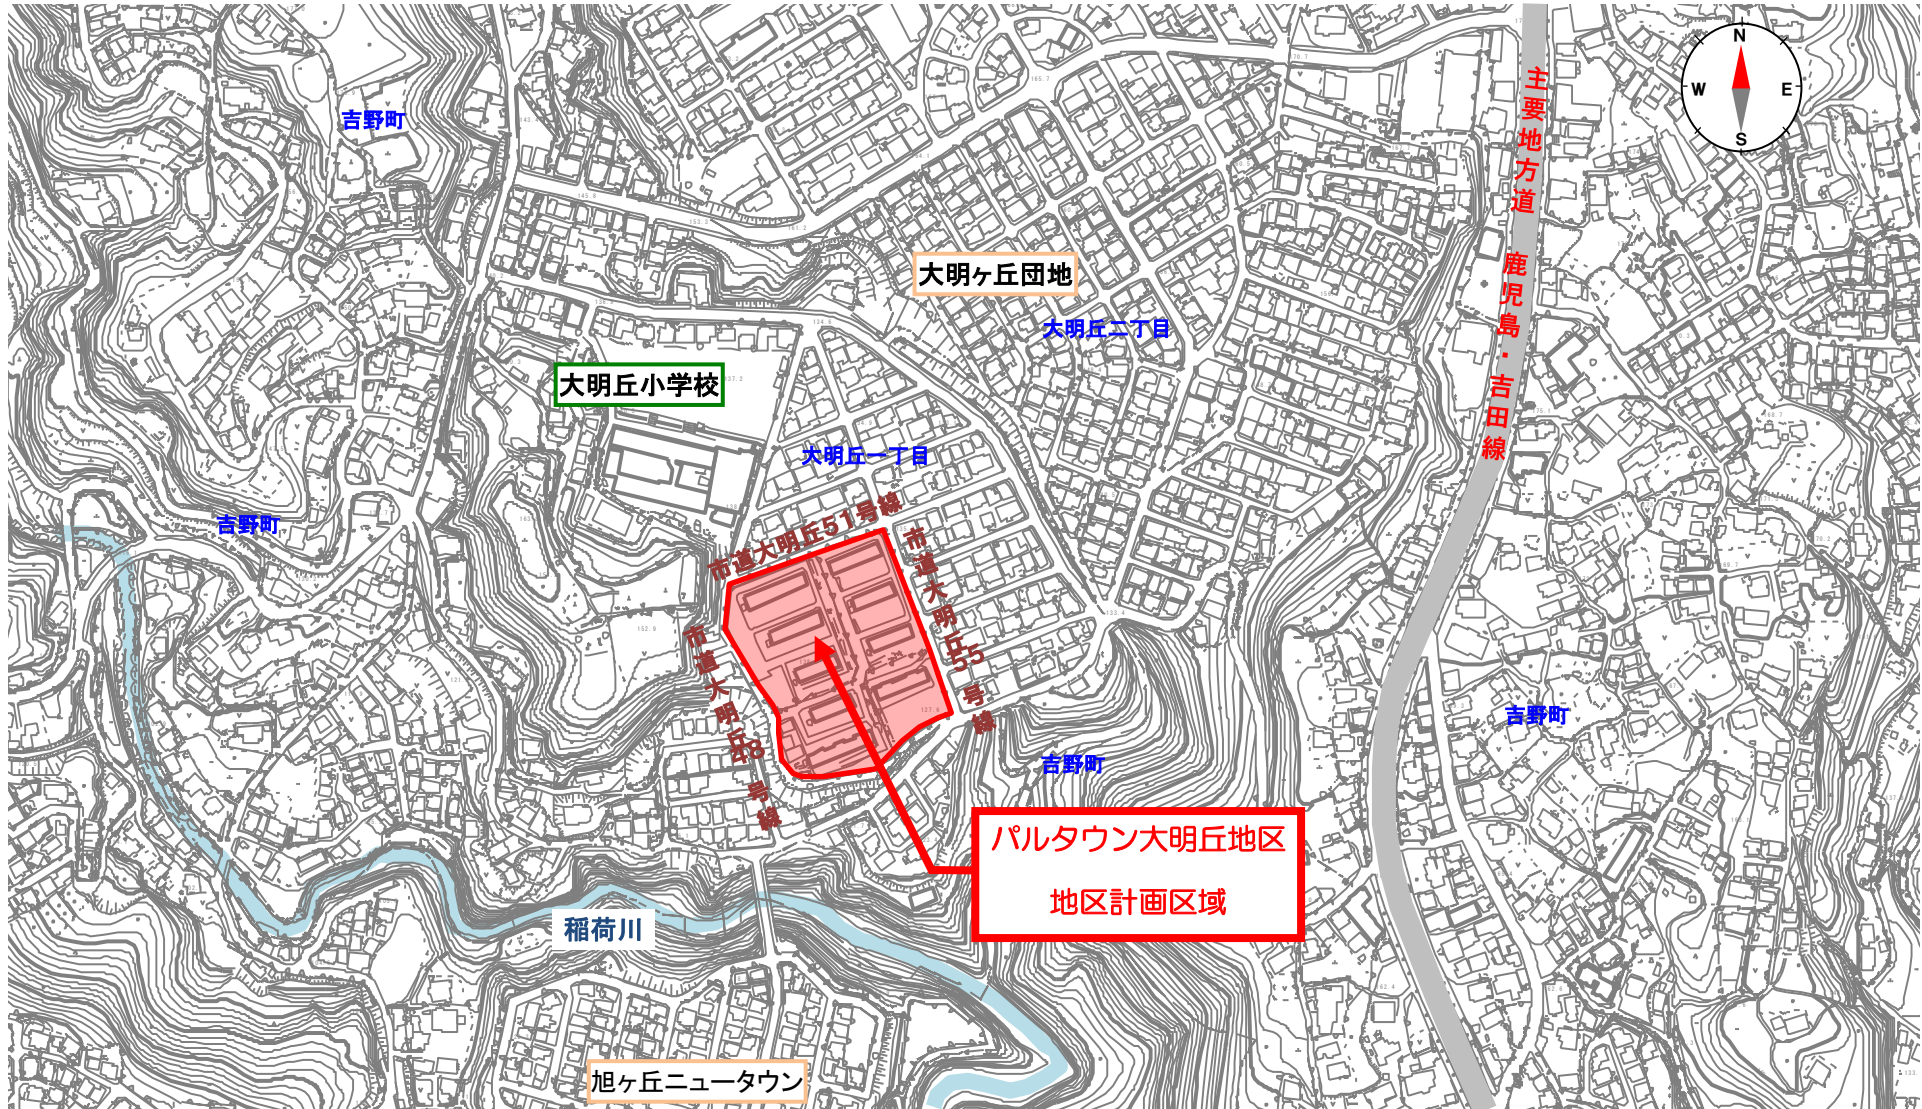 N
W
E
S
主要地方道 鹿児島・吉田線
吉野町
大明ヶ丘団地
大明丘二丁目
大明丘小学校
大明丘一丁目
吉野町
市道大明丘51号線
市道大明丘55号線
市道大明丘48号線
吉野町
吉野町
パルタウン大明丘地区
地区計画区域
稲荷川
旭ヶ丘ニュータウン